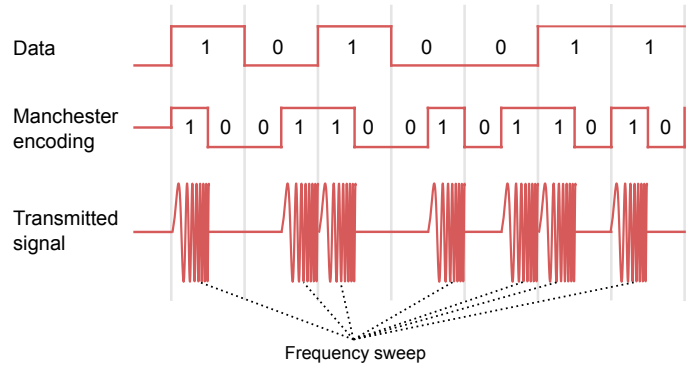 Data
1 0 1 0 0 1 1
Manchester
encoding
1 0 0 1 1 0 0 1 0 1 1 0 1 0
Transmitted
signal
Frequency sweep